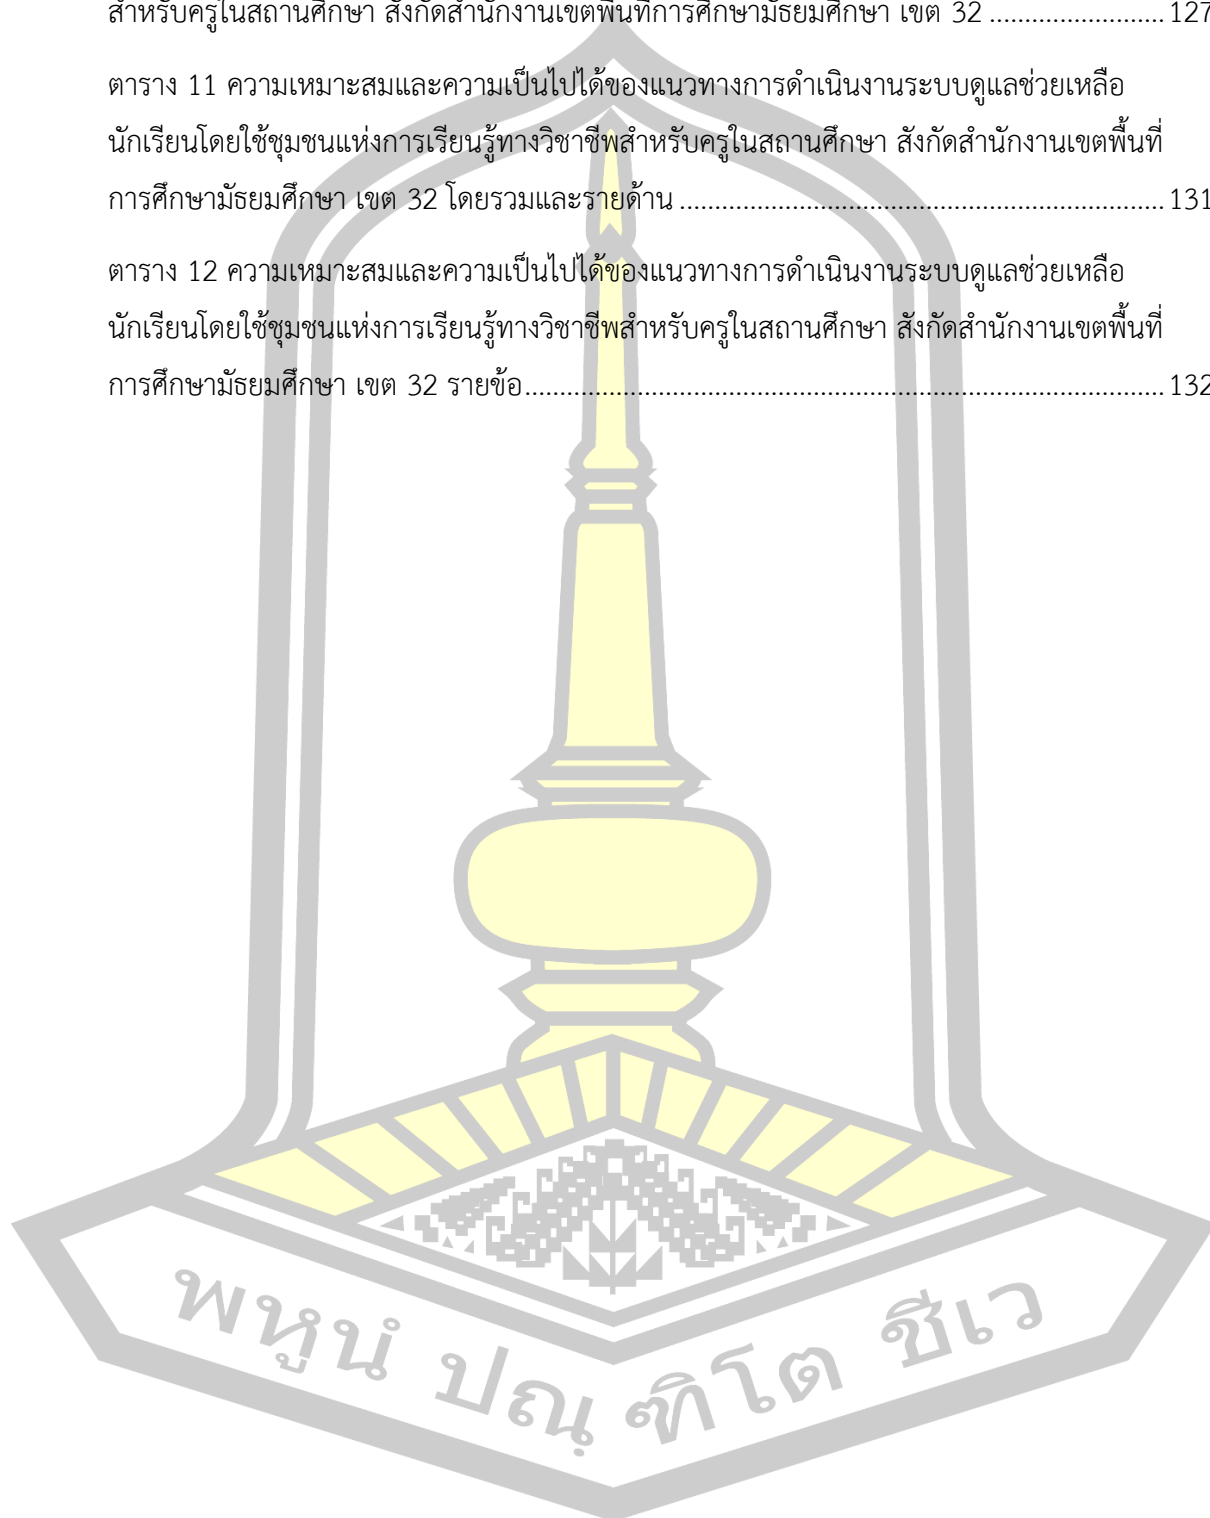 สำหรับครูในสถานศึกษา สังกัดสำนักงานเขตพื้นที่การศึกษามัธยมศึกษา เขต 32 ......................... 127
ตาราง 11 ความเหมาะสมและความเป็นไปได้ของแนวทางการดำเนินงานระบบดูแลช่วยเหลือ
นักเรียนโดยใช้ชุมชนแห่งการเรียนรู้ทางวิชาชีพสำหรับครูในสถานศึกษา สังกัดสำนักงานเขตพื้นที่
การศึกษามัธยมศึกษา เขต 32 โดยรวมและรายด้าน ..................................................................... 131
ตาราง 12 ความเหมาะสมและความเป็นไปได้ของแนวทางการดำเนินงานระบบดูแลช่วยเหลือ
นักเรียนโดยใช้ชุมชนแห่งการเรียนรู้ทางวิชาชีพสำหรับครูในสถานศึกษา สังกัดสำนักงานเขตพื้นที่
การศึกษามัธยมศึกษา เขต 32 รายข้อ........................................................................................... 132
พหูนํ ปณฺฑิโต ชีเว